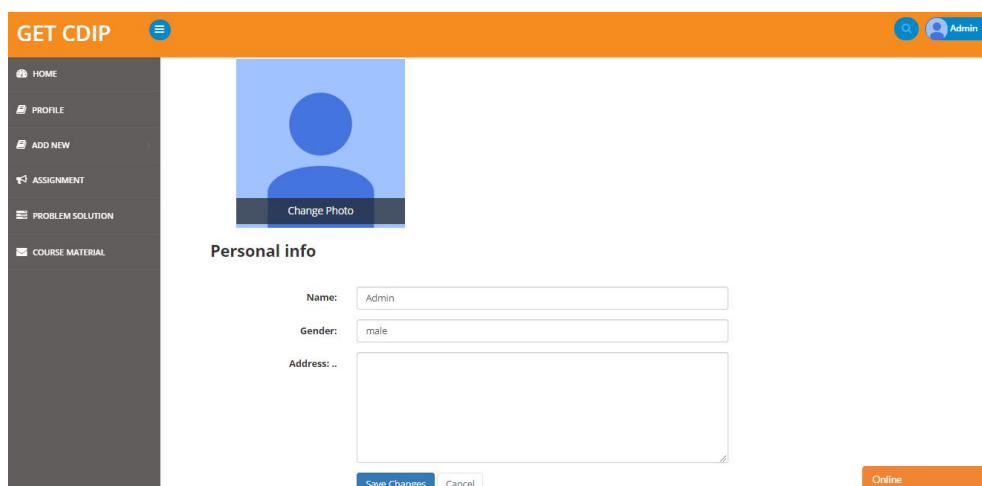 GET CDIP
Admin
HOME
PROFILE
ADD NEW
ASSIGNMENT
PROBLEM SOLUTION
COURSE MATERIAL
Change Photo
Personal info
Name: Admin
Gender: male
Address: ..
Save Changes Cancel
Online